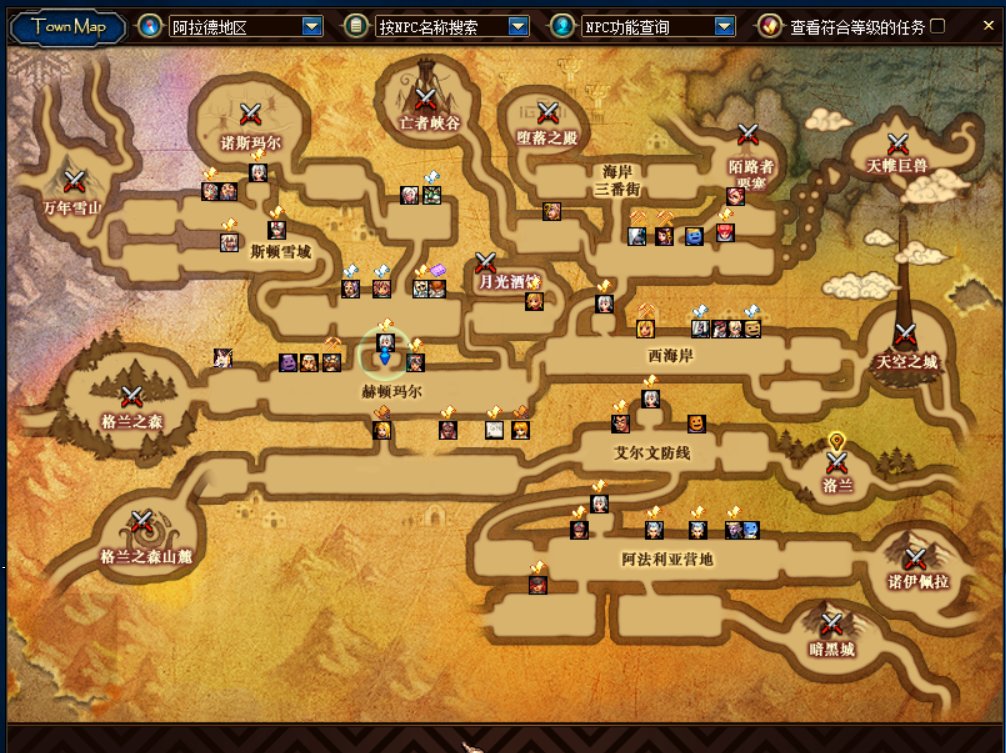 Town Map
阿拉德地区
按NPC名称搜索
NPC功能查询
查看符合等级的任务
诺斯玛尔
亡者峡谷
堕落之殿
海岸
三番街
陌路者
要塞
天帷巨兽
万年雪山
斯顿雪域
月光酒馆
西海岸
天空之城
赫顿玛尔
格兰之森
艾尔文防线
洛兰
格兰之森山麓
阿法利亚营地
诺伊佩拉
暗黑城